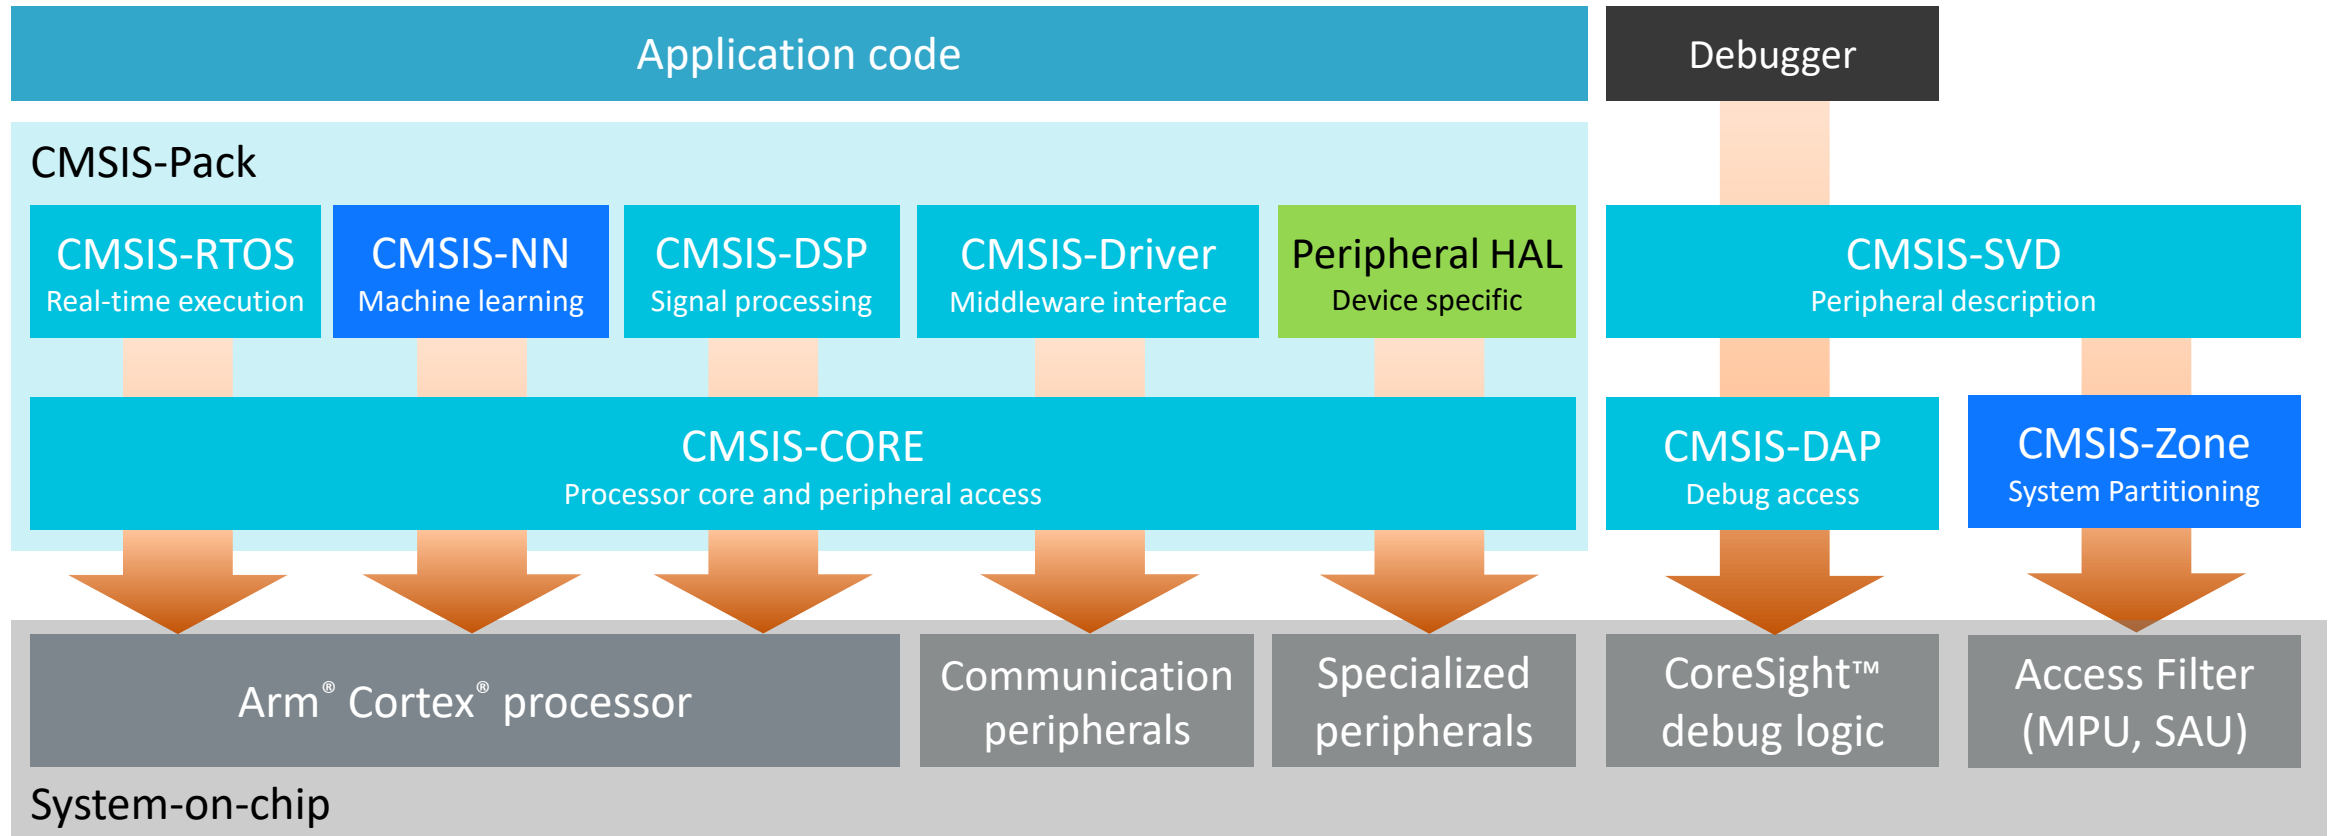 Application code
Debugger
CMSIS-Pack
CMSIS-RTOS
Real-time execution
CMSIS-NN
Machine learning
CMSIS-DSP
Signal processing
CMSIS-Driver
Middleware interface
Peripheral HAL
Device specific
CMSIS-SVD
Peripheral description
CMSIS-CORE
Processor core and peripheral access
CMSIS-DAP
Debug access
CMSIS-Zone
System Partitioning
Arm® Cortex® processor
Communication
peripherals
Specialized
peripherals
CoreSight™
debug logic
Access Filter
(MPU, SAU)
System-on-chip